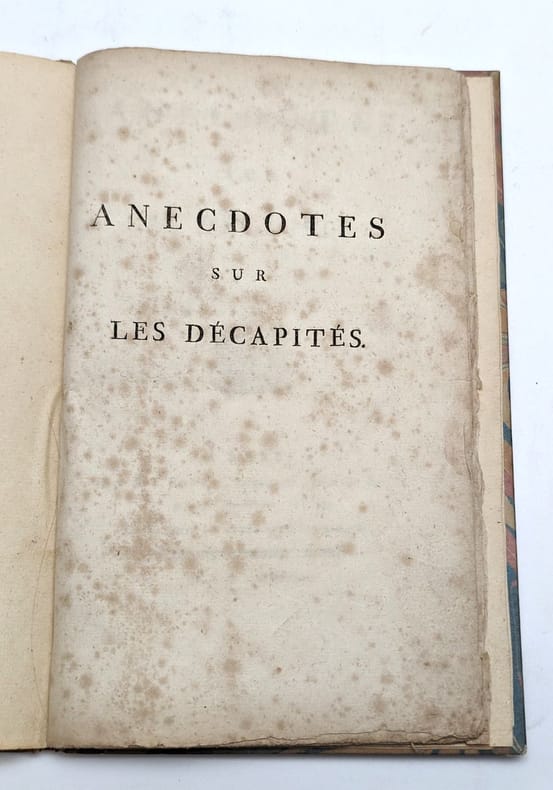 ANECDOTES
SUR
LES DÉCAPITÉS.